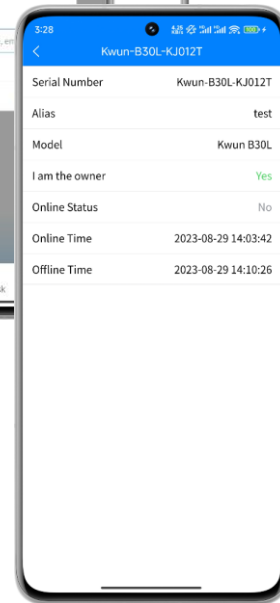 3:28
Kwun-B30L-KJ012T
Serial Number Kwun-B30L-KJ012T
Alias test
Model Kwun B30L
I am the owner Yes
Online Status No
Online Time 2023-08-29 14:03:42
Offline Time 2023-08-29 14:10:26